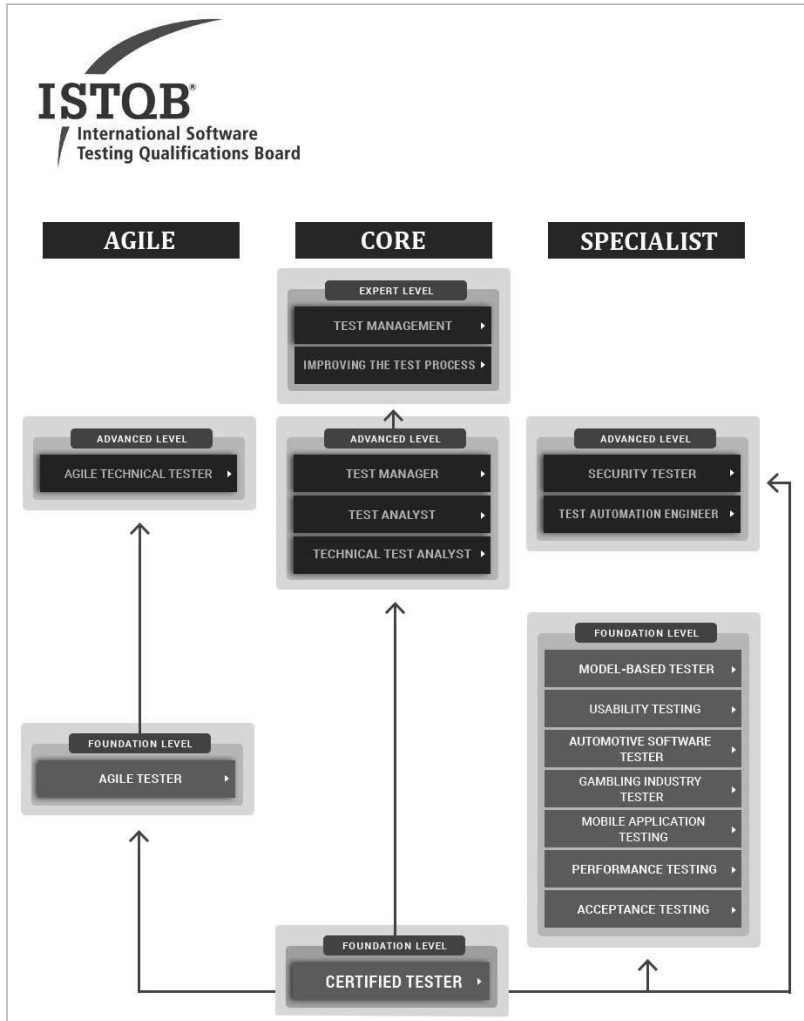 ISTQB®
International Software
Testing Qualifications Board
AGILE
CORE
SPECIALIST
EXPERT LEVEL
TEST MANAGEMENT
IMPROVING THE TEST PROCESS
ADVANCED LEVEL
AGILE TECHNICAL TESTER
ADVANCED LEVEL
TEST MANAGER
TEST ANALYST
TECHNICAL TEST ANALYST
ADVANCED LEVEL
SECURITY TESTER
TEST AUTOMATION ENGINEER
FOUNDATION LEVEL
AGILE TESTER
FOUNDATION LEVEL
MODEL-BASED TESTER
USABILITY TESTING
AUTOMOTIVE SOFTWARE
TESTER
GAMBLING INDUSTRY
TESTER
MOBILE APPLICATION
TESTING
PERFORMANCE TESTING
ACCEPTANCE TESTING
FOUNDATION LEVEL
CERTIFIED TESTER